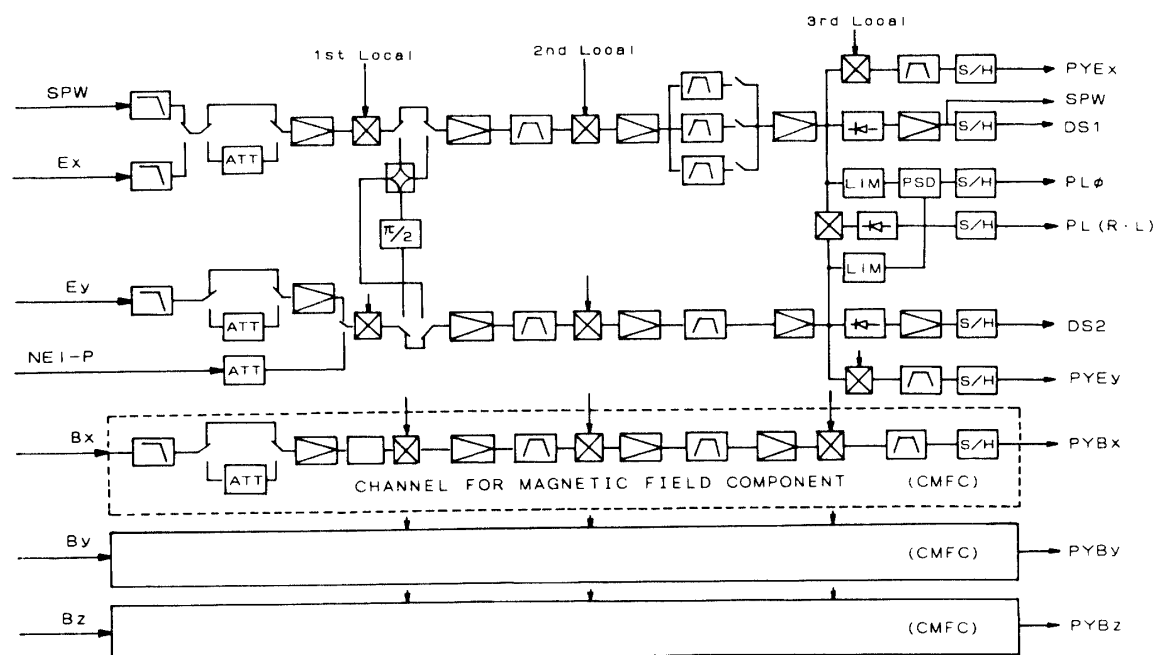 3rd Local
2nd Local
1st Local
SPW
S/H
PYEx
SPW
S/H
DS1
ATT
Ex
LIM
PSD
S/H
PLø
S/H
PL(R·L)
π/2
LIM
Ey
ATT
S/H
DS2
NEI-P
ATT
S/H
PYEy
Bx
S/H
PYBx
ATT
CHANNEL FOR MAGNETIC FIELD COMPONENT
(CMFC)
By
(CMFC)
PYBy
Bz
(CMFC)
PYBz